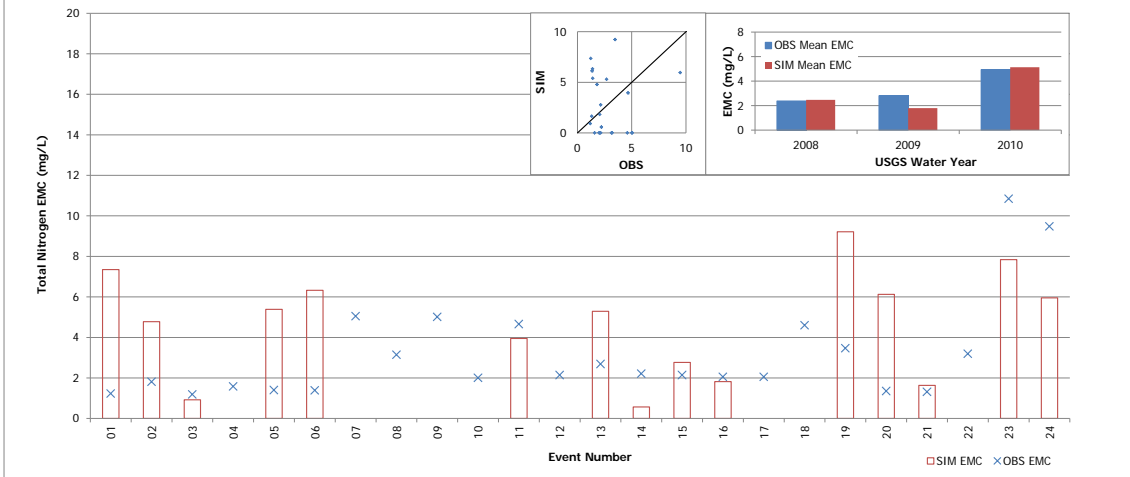 Total Nitrogen EMC (mg/L)
20
18
16
14
12
10
8
6
4
2
0
01 02 03 04 05 06 07 08 09 10 11 12 13 14 15 16 17 18 19 20 21 22 23 24
Event Number
SIM EMC OBS EMC
SIM
10
5
0
0 5 10
OBS
EMC (mg/L)
8
6
4
2
0
OBS Mean EMC
SIM Mean EMC
2008 2009 2010
USGS Water Year